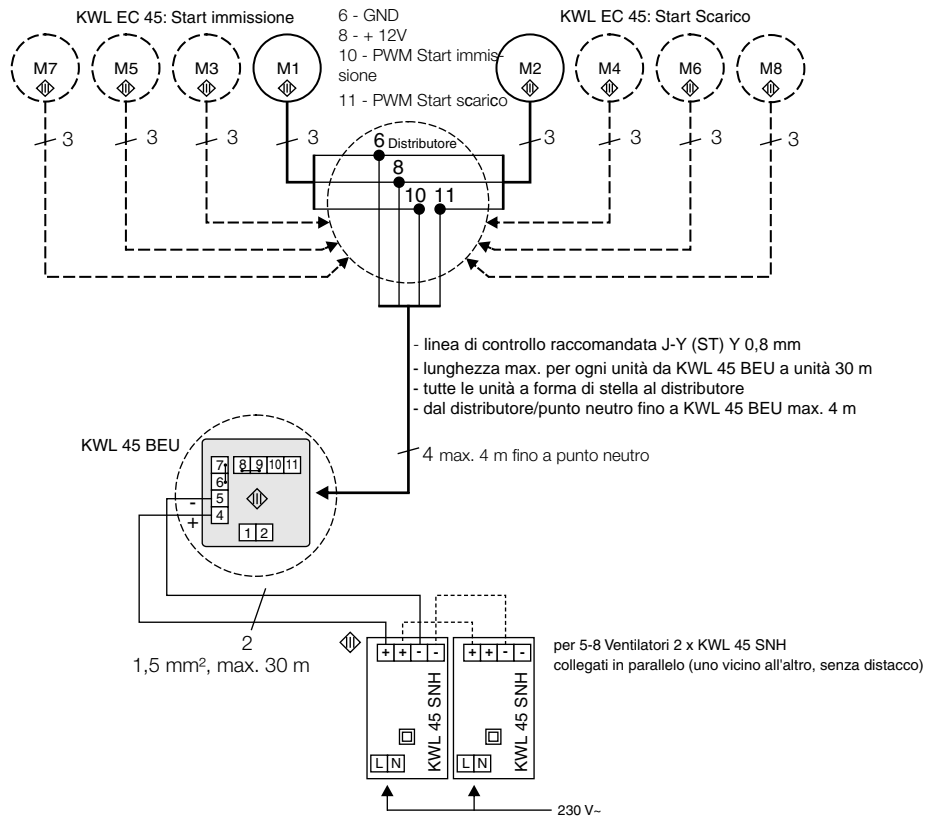 KWL EC 45: Start immissione
6 - GND
8 - + 12V
10 - PWM Start immis-
sione
11 - PWM Start scarico
KWL EC 45: Start Scarico
M7
M5
M3
M1
M2
M4
M6
M8
3
3
3
3
3
3
3
3
6 Distributore
8
10 11
- linea di controllo raccomandata J-Y (ST) Y 0,8 mm
- lunghezza max. per ogni unità da KWL 45 BEU a unità 30 m
- tutte le unità a forma di stella al distributore
- dal distributore/punto neutro fino a KWL 45 BEU max. 4 m
4 max. 4 m fino a punto neutro
KWL 45 BEU
7 8 9 10 11
6
5
4
-
+
1 2
2
1,5 mm², max. 30 m
+ + - -
+ + - -
KWL 45 SNH
KWL 45 SNH
L N
L N
per 5-8 Ventilatori 2 x KWL 45 SNH
collegati in parallelo (uno vicino all'altro, senza distacco)
230 V~